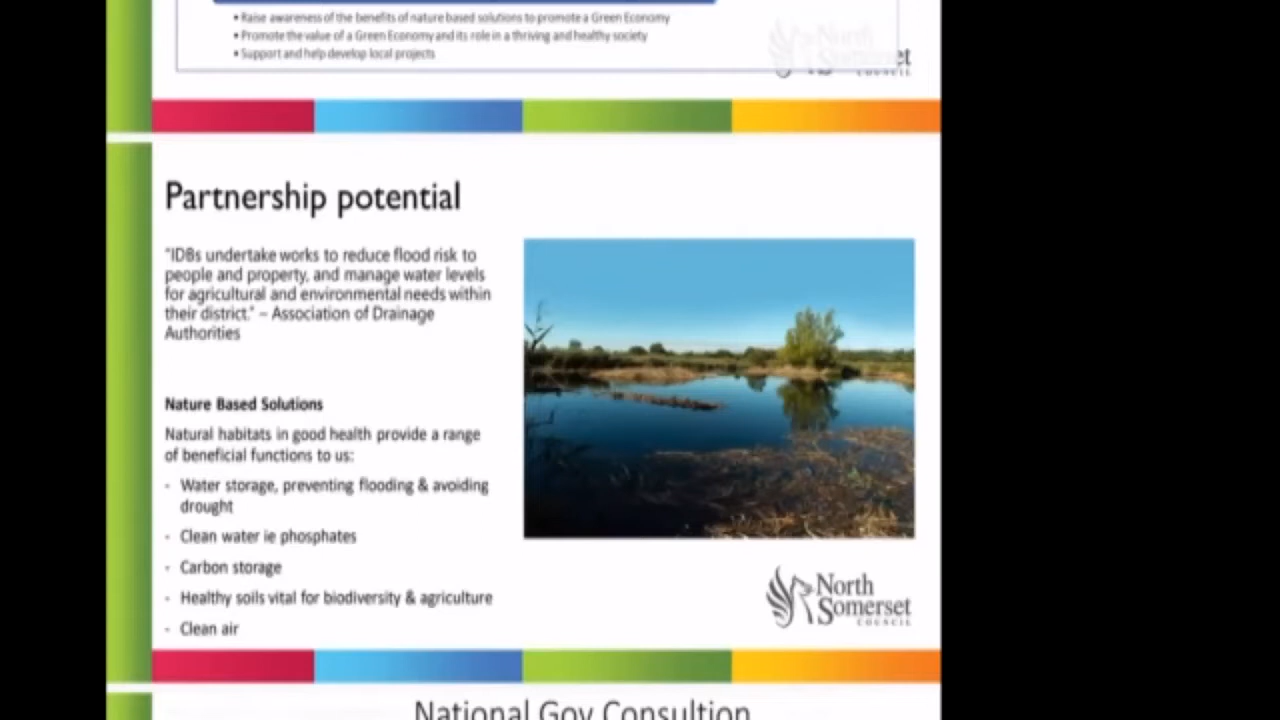 • Raise awareness of the benefits of nature based solutions to promote a Green Economy
• Promote the value of a Green Economy and its role in a thriving and healthy society
• Support and help develop local projects
North
Somerset
COUNCIL
Partnership potential
"IDBs undertake works to reduce flood risk to
people and property, and manage water levels
for agricultural and environmental needs within
their district." – Association of Drainage
Authorities
Nature Based Solutions
Natural habitats in good health provide a range
of beneficial functions to us:
- Water storage, preventing flooding & avoiding
drought
- Clean water ie phosphates
- Carbon storage
- Healthy soils vital for biodiversity & agriculture
- Clean air
North
Somerset
COUNCIL
National Gov Consultion